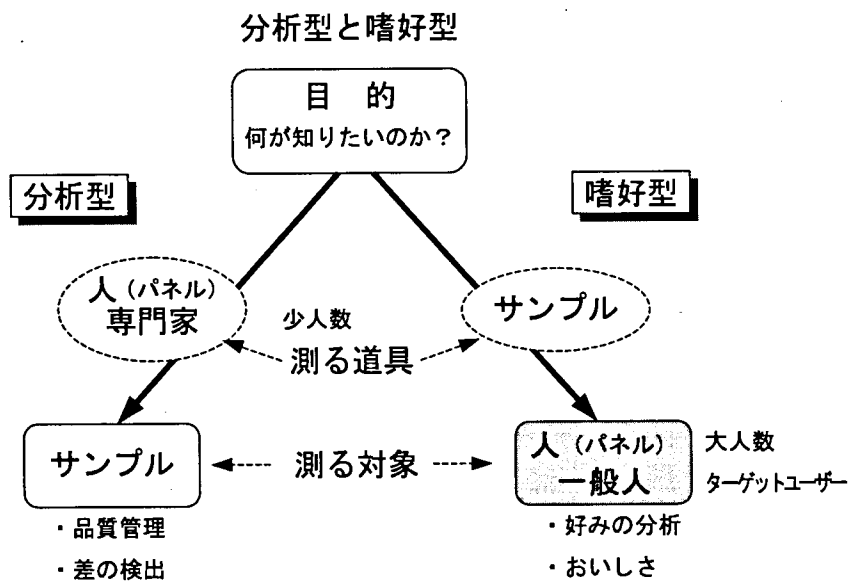 分析型と嗜好型
目 的
何が知りたいのか?
分析型
嗜好型
人(パネル)
専門家
少人数
サンプル
測る道具
サンプル
測る対象
人(パネル)
一般人
大人数
ターゲットユーザー
・品質管理
・差の検出
・好みの分析
・おいしさ